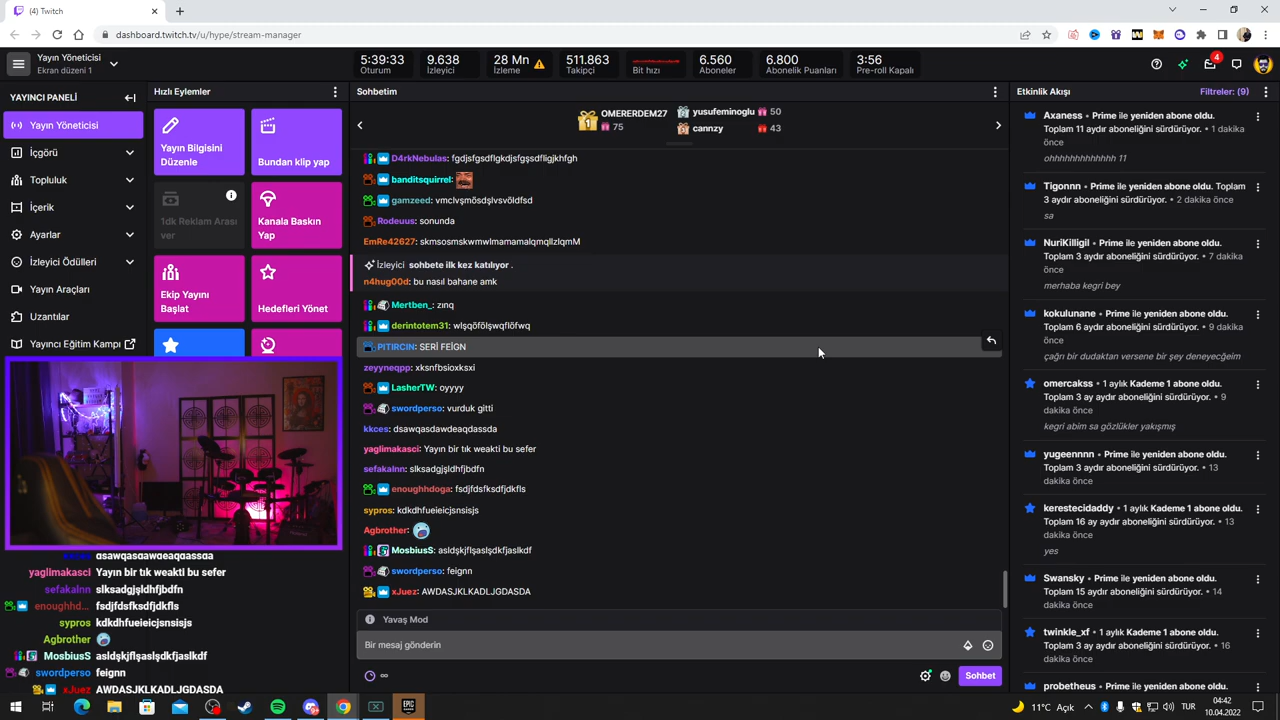 (4) Twitch
dashboard.twitch.tv/u/hype/stream-manager
Yayın Yöneticisi
Ekran düzeni 1
5:39:33
Oturum
9.638
İzleyici
28 Mn
İzleme
511.863
Takipçi
Bit hızı
6.560
Aboneler
6.800
Abonelik Puanları
3:56
Pre-roll Kapalı
4
YAYINCI PANELİ
Yayın Yöneticisi
İçgörü
Topluluk
İçerik
Ayarlar
İzleyici Ödülleri
Yayın Araçları
Uzantılar
Yayıncı Eğitim Kampı
Hızlı Eylemler
Yayın Bilgisini
Düzenle
Bundan klip yap
1dk Reklam Arası
ver
Kanala Baskın
Yap
Ekip Yayını
Başlat
Hedefleri Yönet
dsawqasdawdeaqdassda
yaglimakasci Yayın bir tık weakti bu sefer
sefakalnn slksadgjşldhfjbdfn
enoughhd... fsdjfdsfksdfjdkfls
sypros kdkdhfueieicjsnsisjs
Agbrother
MosbiusS asldşkjflşaslşdkfjaslkdf
swordperso feignn
xJuez AWDASJKLKADLJGDASDA
Sohbetim
1
OMERERDEM27
75
yusufeminoglu 50
cannzy 43
D4rkNebulas: fgdjsfgsdflgkdjsfgşsdfligjkhfgh
banditsquirrel:
gamzeed: vmclvşmösdşlvsvöldfsd
Rodeuus: sonunda
EmRe42627: skmsosmskwmwlmamamalqmqllzlqmM
İzleyici sohbete ilk kez katılıyor .
n4hug00d: bu nasıl bahane amk
Mertben_: zınq
derintotem31: wlşqöfölşwqflöfwq
PITIRCIN: SERİ FEİGN
zeyyneqpp: xksnfbsioxksxi
LasherTW: oyyyy
swordperso: vurduk gitti
kkces: dsawqasdawdeaqdassda
yaglimakasci: Yayın bir tık weakti bu sefer
sefakalnn: slksadgjşldhfjbdfn
enoughhdoga: fsdjfdsfksdfjdkfls
sypros: kdkdhfueieicjsnsisjs
Agbrother:
MosbiusS: asldşkjflşaslşdkfjaslkdf
swordperso: feignn
xJuez: AWDASJKLKADLJGDASDA
Yavaş Mod
Bir mesaj gönderin
∞
Sohbet
Etkinlik Akışı
Filtreler: (9)
Axaness • Prime ile yeniden abone oldu.
Toplam 11 aydır aboneliğini sürdürüyor. • 1 dakika
önce
ohhhhhhhhhhhhh 11
Tigonnn • Prime ile yeniden abone oldu. Toplam
3 aydır aboneliğini sürdürüyor. • 2 dakika önce
sa
NuriKilligil • Prime ile yeniden abone oldu.
Toplam 3 aydır aboneliğini sürdürüyor. • 7 dakika
önce
merhaba kegri bey
kokulunane • Prime ile yeniden abone oldu.
Toplam 6 aydır aboneliğini sürdürüyor. • 9 dakika
önce
çağrı bir dudaktan versene bir şey deneyeceğeim
omercakss • 1 aylık Kademe 1 abone oldu.
Toplam 3 aydır aboneliğini sürdürüyor. • 9
dakika önce
kegri abim sa gözlükler yakışmış
yugeennnn • Prime ile yeniden abone oldu.
Toplam 3 aydır aboneliğini sürdürüyor. • 13
dakika önce
kerestecidaddy • 1 aylık Kademe 1 abone oldu.
Toplam 16 ay aydır aboneliğini sürdürüyor. • 13
dakika önce
yes
Swansky • Prime ile yeniden abone oldu.
Toplam 15 aydır aboneliğini sürdürüyor. • 14
dakika önce
twinkle_xf • 1 aylık Kademe 1 abone oldu.
Toplam 3 aydır aboneliğini sürdürüyor. • 16
dakika önce
probetheus • Prime ile yeniden abone oldu.
EPIC
11°C Açık
TUR
04:42
10.04.2022